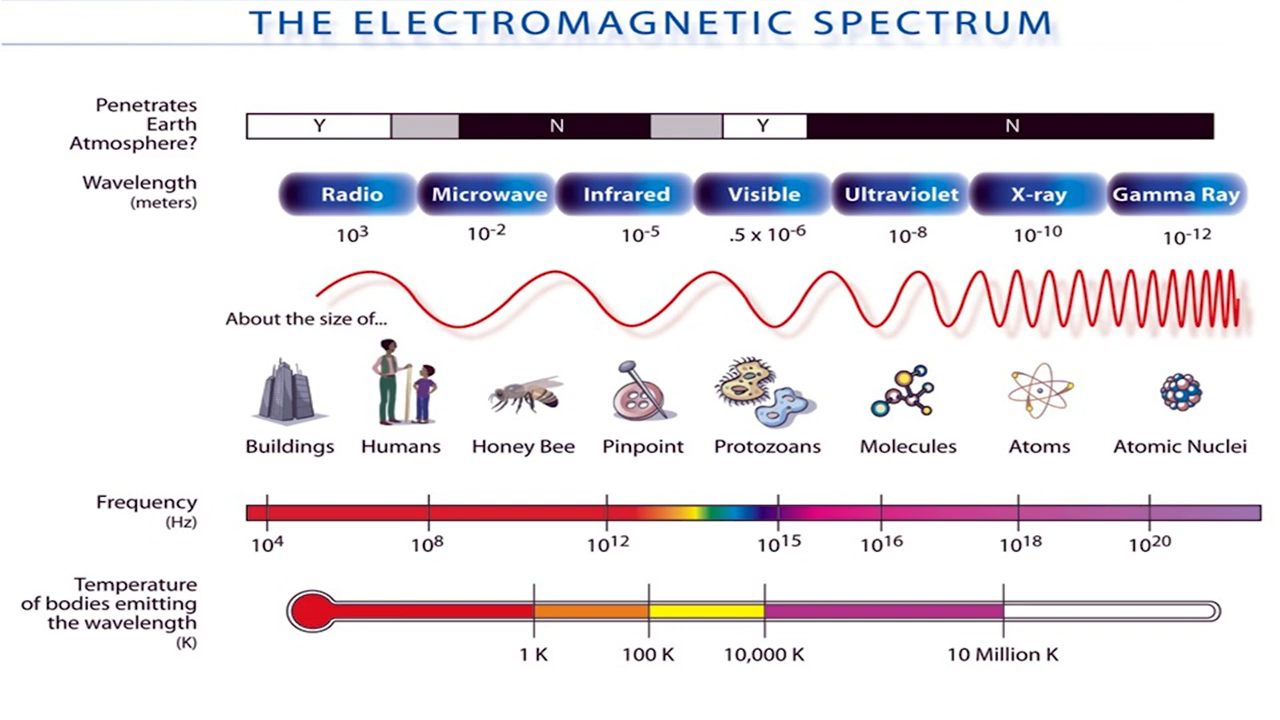 THE ELECTROMAGNETIC SPECTRUM
Penetrates
Earth
Atmosphere?
Y
N
Y
N
Wavelength
(meters)
Radio
Microwave
Infrared
Visible
Ultraviolet
X-ray
Gamma Ray
10³
10⁻²
10⁻⁵
.5 x 10⁻⁶
10⁻⁸
10⁻¹⁰
10⁻¹²
About the size of...
Buildings
Humans
Honey Bee
Pinpoint
Protozoans
Molecules
Atoms
Atomic Nuclei
Frequency
(Hz)
10⁴
10⁸
10¹²
10¹⁵
10¹⁶
10¹⁸
10²⁰
Temperature
of bodies emitting
the wavelength
(K)
1 K
100 K
10,000 K
10 Million K